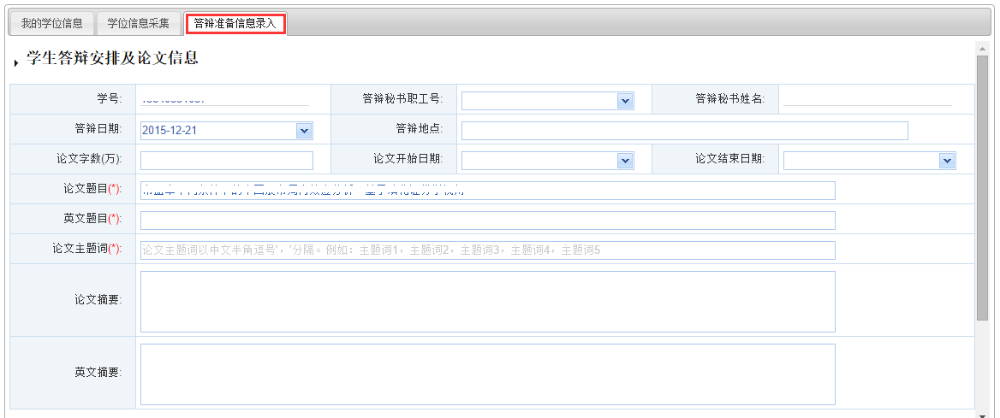 我的学位信息 学位信息采集 答辩准备信息录入
学生答辩安排及论文信息
学号: 答辩秘书职工号: 答辩秘书姓名:
答辩日期: 2015-12-21 答辩地点:
论文字数(万): 论文开始日期: 论文结束日期:
论文题目(*):
英文题目(*):
论文主题词(*): 论文主题词以中文半角逗号'，'分隔。例如：主题词1，主题词2，主题词3，主题词4，主题词5
论文摘要:
英文摘要: